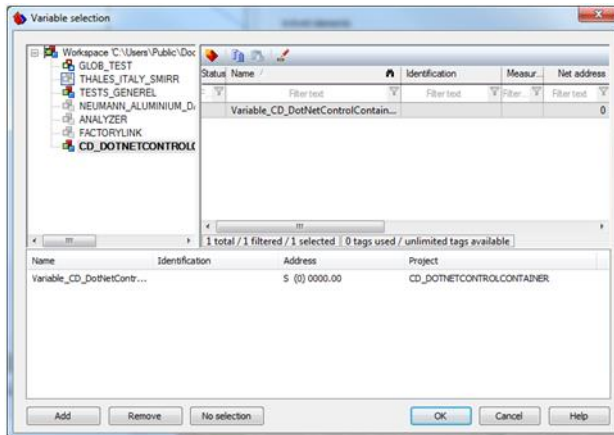 Variable selection
Workspace 'C:\Users\Public\Doc
GLOB_TEST
THALES_ITALY_SMIRR
TESTS_GENEREL
NEUMANN_ALUMINIUM_D
ANALYZER
FACTORYLINK
CD_DOTNETCONTROLC
Status Name Identification Measur... Net address
Filter text Filter text Filter... Filter text
Variable_CD_DotNetControlContain... 0
1 total / 1 filtered / 1 selected 0 tags used / unlimited tags available
Name Identification Address Project
Variable_CD_DotNetContr... S (0) 0000.00 CD_DOTNETCONTROLCONTAINER
Add Remove No selection OK Cancel Help